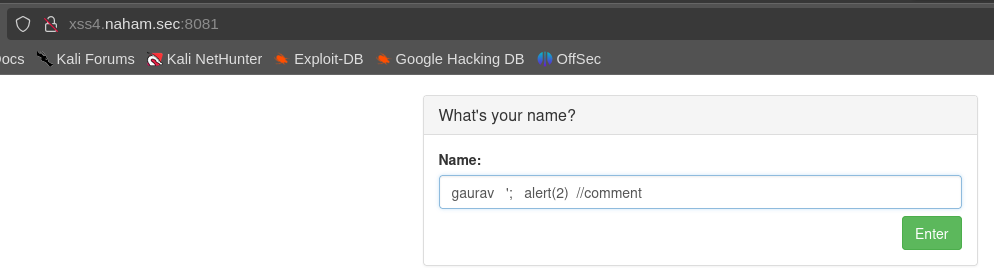 xss4.naham.sec:8081
ocs Kali Forums Kali NetHunter Exploit-DB Google Hacking DB OffSec
What's your name?
Name:
gaurav   ';   alert(2)  //comment
Enter